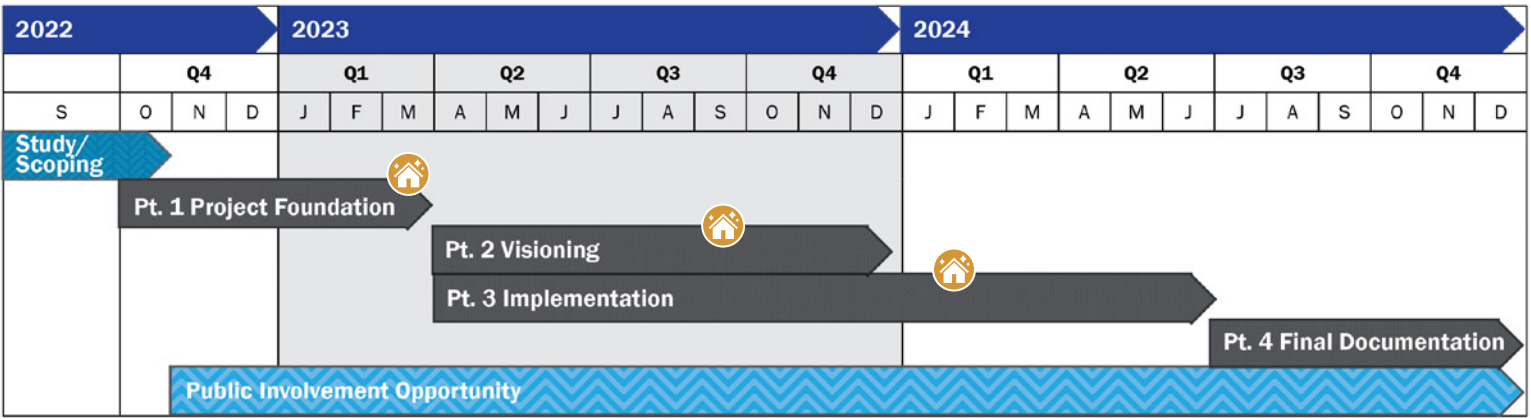 2022 2023 2024
Q4 Q1 Q2 Q3 Q4 Q1 Q2 Q3 Q4
S O N D J F M A M J J A S O N D J F M A M J J A S O N D
Study/
Scoping
Pt. 1 Project Foundation
Pt. 2 Visioning
Pt. 3 Implementation
Pt. 4 Final Documentation
Public Involvement Opportunity